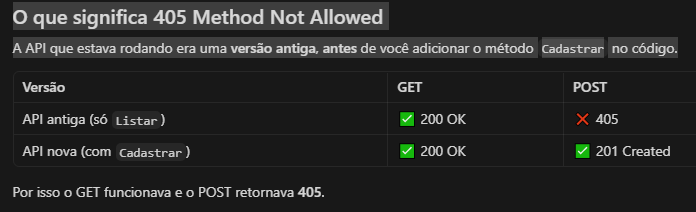 O que significa 405 Method Not Allowed
A API que estava rodando era uma versão antiga, antes de você adicionar o método Cadastrar no código.
Versão GET POST
API antiga (só Listar) ✅ 200 OK ❌ 405
API nova (com Cadastrar) ✅ 200 OK ✅ 201 Created
Por isso o GET funcionava e o POST retornava 405.